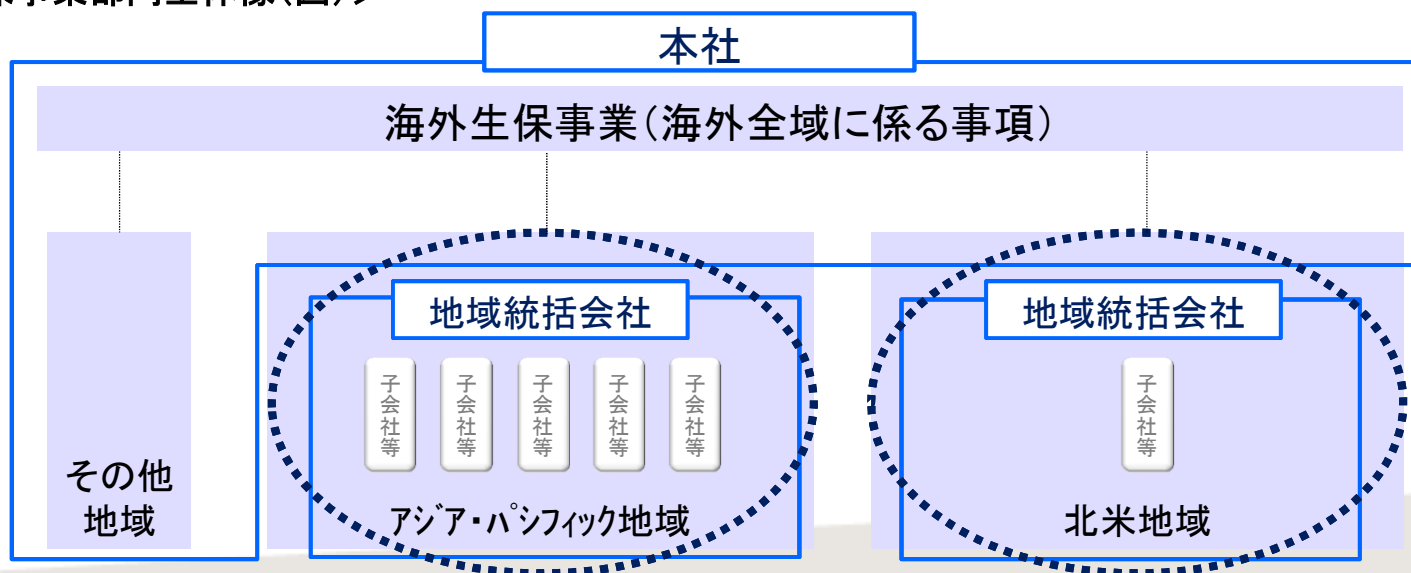 本社
海外生保事業(海外全域に係る事項)
地域統括会社
地域統括会社
子会社等
子会社等
子会社等
子会社等
子会社等
子会社等
その他
地域
アジア・パシフィック地域
北米地域